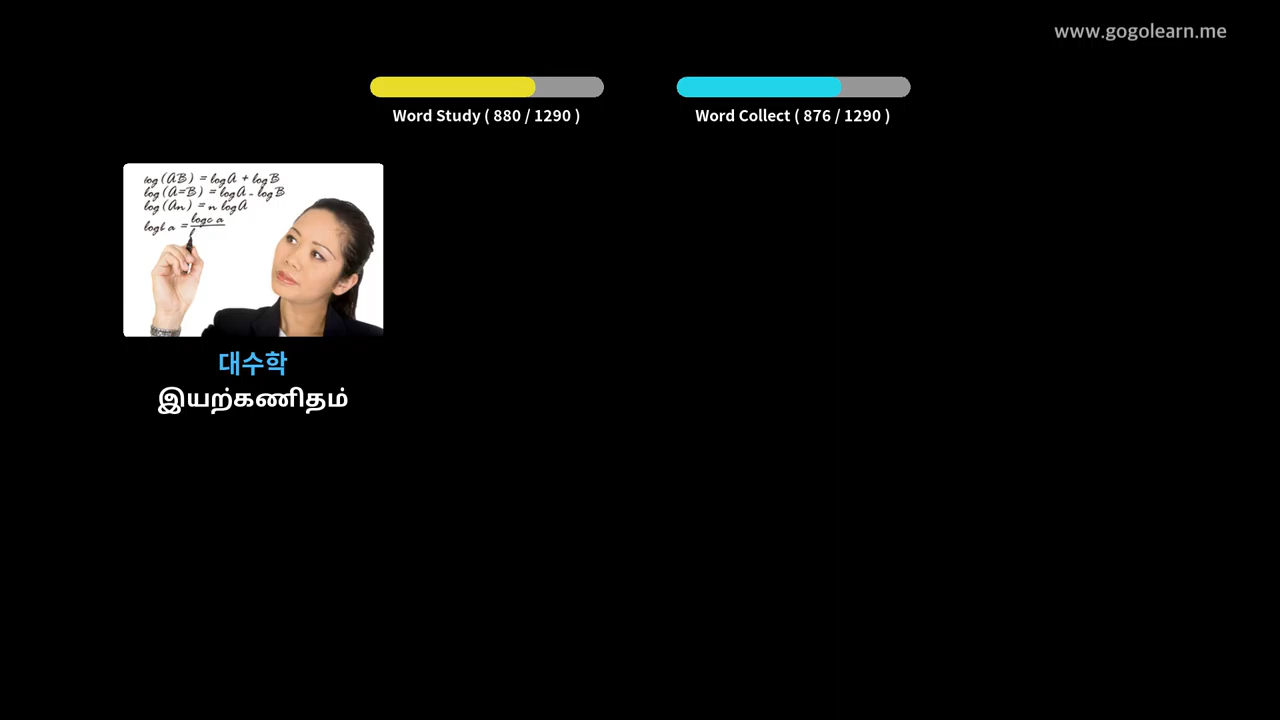 www.gogolearn.me
Word Study ( 880 / 1290 )
Word Collect ( 876 / 1290 )
log (AB) = logA + logB
log (A=B) = logA - logB
log (An) = n logA
logb a = logc a
대수학
இயற்கணிதம்